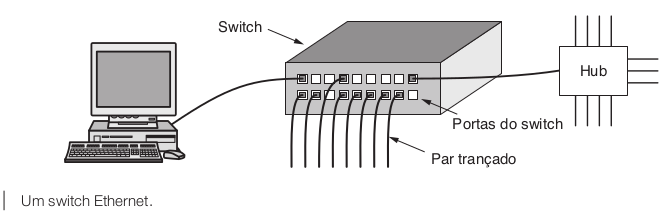 Switch
Hub
Portas do switch
Par trançado
Um switch Ethernet.